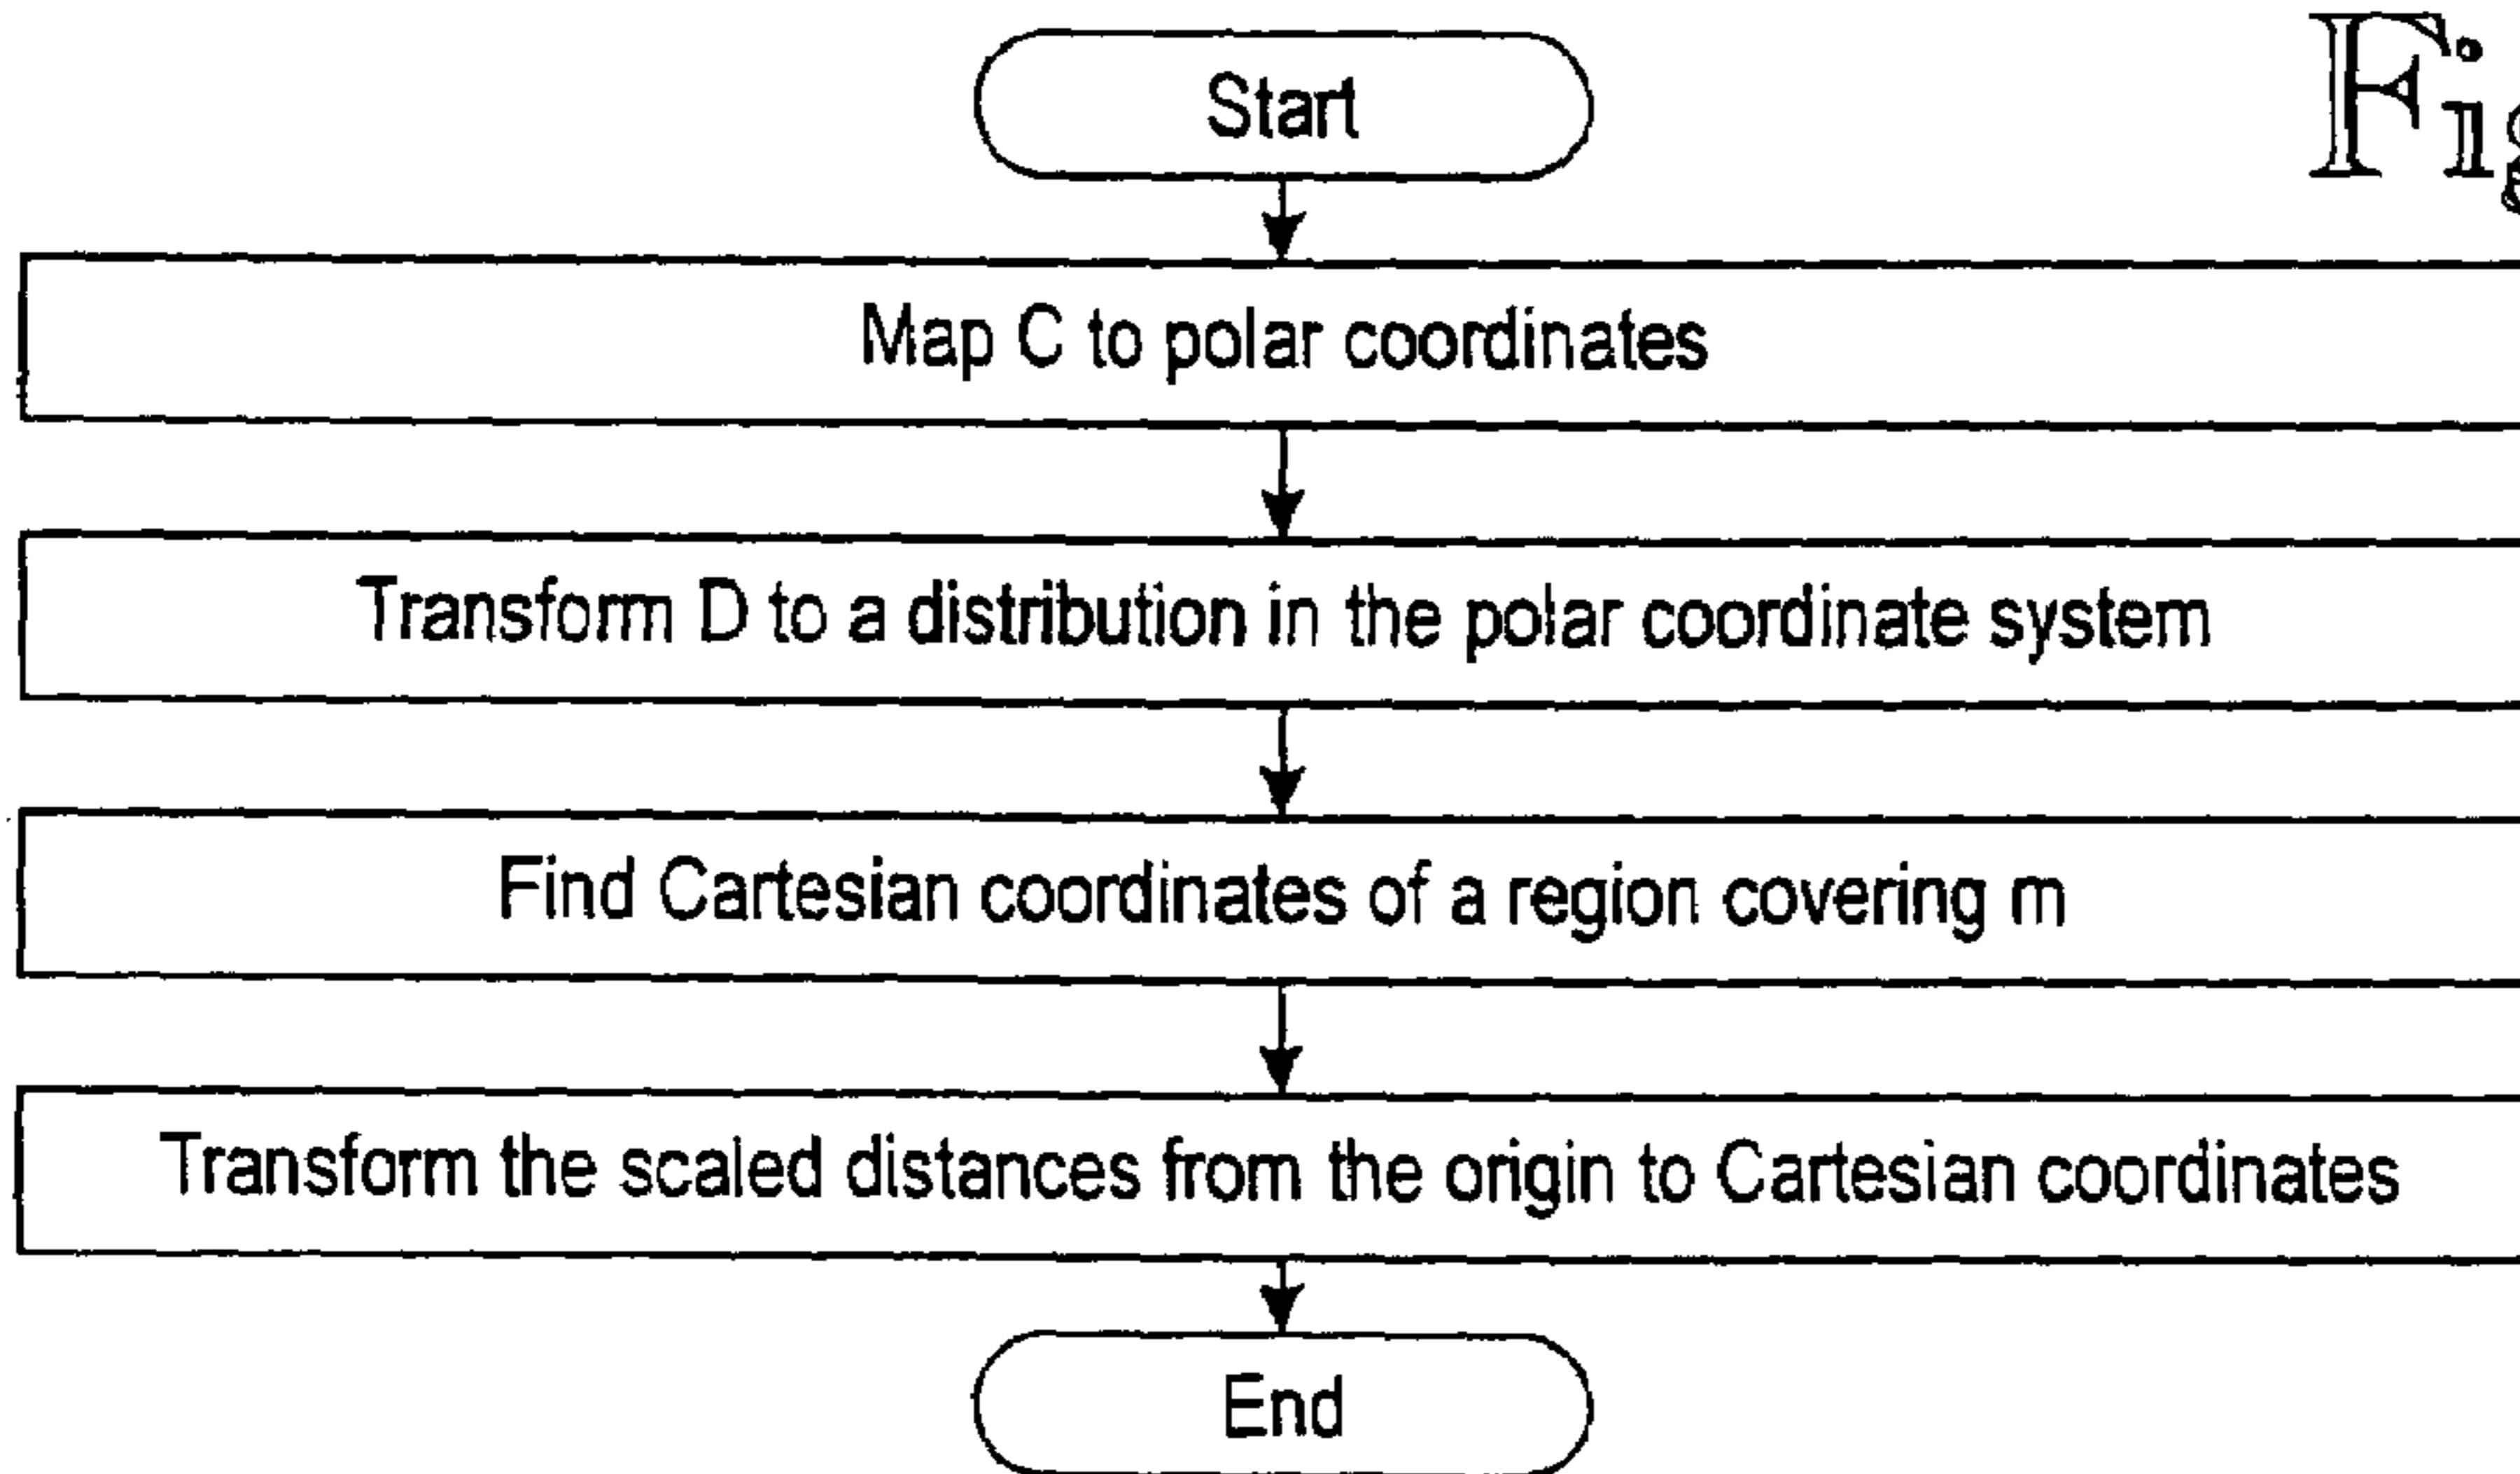 Start
Fig
Map C to polar coordinates
Transform D to a distribution in the polar coordinate system
Find Cartesian coordinates of a region covering m
Transform the scaled distances from the origin to Cartesian coordinates
End